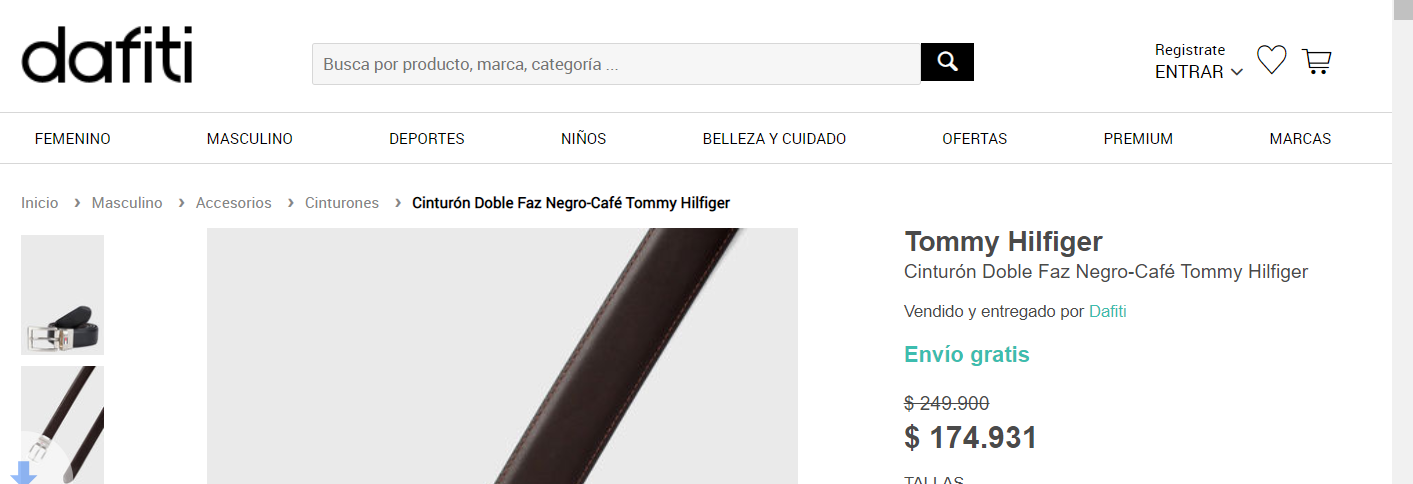 dafiti
Busca por producto, marca, categoría ...
Registrate
ENTRAR
FEMENINO MASCULINO DEPORTES NIÑOS BELLEZA Y CUIDADO OFERTAS PREMIUM MARCAS
Inicio › Masculino › Accesorios › Cinturones › Cinturón Doble Faz Negro-Café Tommy Hilfiger
Tommy Hilfiger
Cinturón Doble Faz Negro-Café Tommy Hilfiger
Vendido y entregado por Dafiti
Envío gratis
$ 249.900
$ 174.931
TALLAS